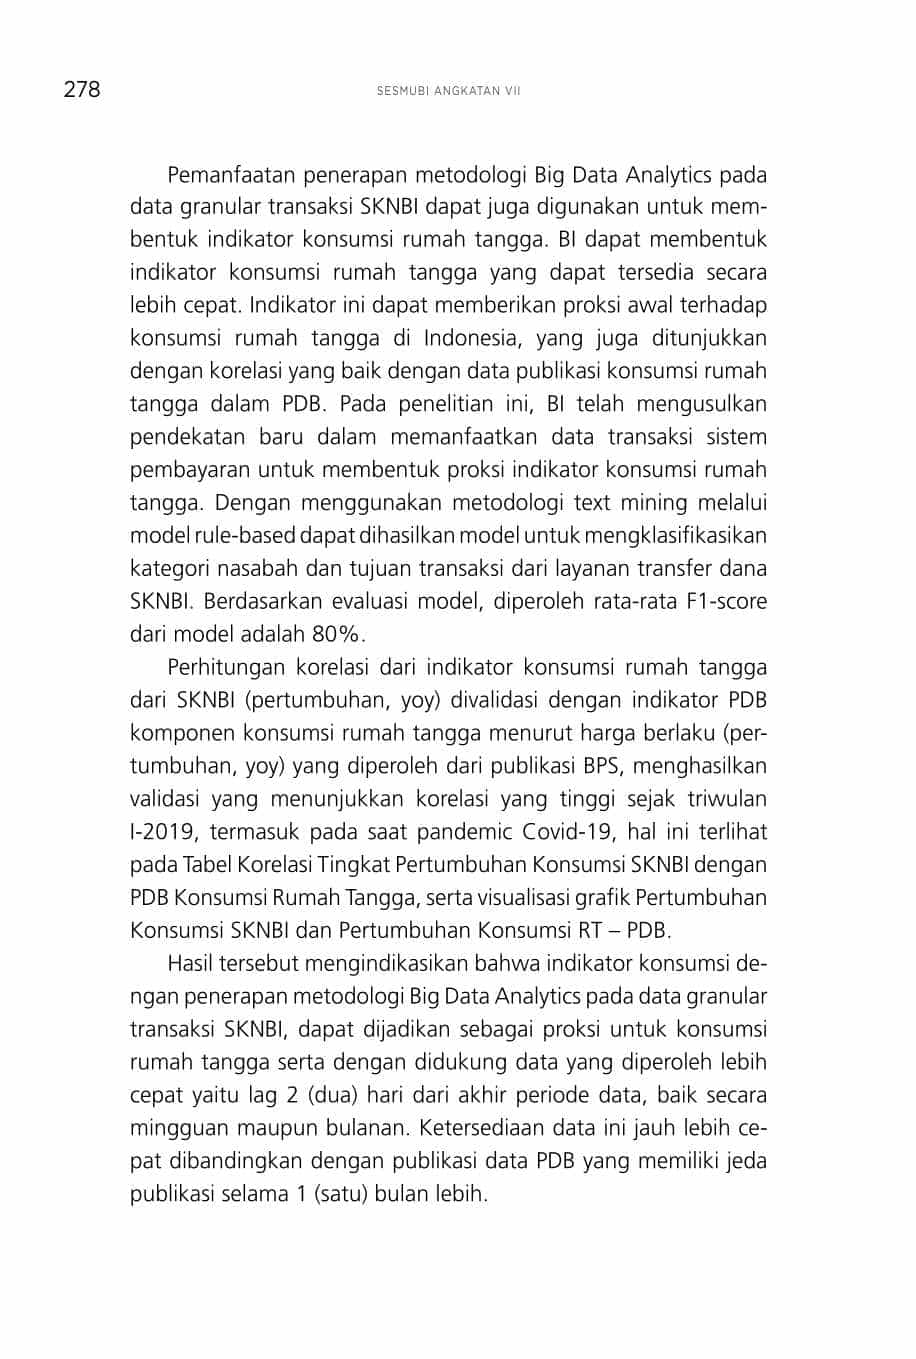 278
SESMUBI ANGKATAN VII
Pemanfaatan penerapan metodologi Big Data Analytics pada
data granular transaksi SKNBI dapat juga digunakan untuk mem-
bentuk indikator konsumsi rumah tangga. BI dapat membentuk
indikator konsumsi rumah tangga yang dapat tersedia secara
lebih cepat. Indikator ini dapat memberikan proksi awal terhadap
konsumsi rumah tangga di Indonesia, yang juga ditunjukkan
dengan korelasi yang baik dengan data publikasi konsumsi rumah
tangga dalam PDB. Pada penelitian ini, BI telah mengusulkan
pendekatan baru dalam memanfaatkan data transaksi sistem
pembayaran untuk membentuk proksi indikator konsumsi rumah
tangga. Dengan menggunakan metodologi text mining melalui
model rule-based dapat dihasilkan model untuk mengklasifikasikan
kategori nasabah dan tujuan transaksi dari layanan transfer dana
SKNBI. Berdasarkan evaluasi model, diperoleh rata-rata F1-score
dari model adalah 80%.
Perhitungan korelasi dari indikator konsumsi rumah tangga
dari SKNBI (pertumbuhan, yoy) divalidasi dengan indikator PDB
komponen konsumsi rumah tangga menurut harga berlaku (per-
tumbuhan, yoy) yang diperoleh dari publikasi BPS, menghasilkan
validasi yang menunjukkan korelasi yang tinggi sejak triwulan
I-2019, termasuk pada saat pandemic Covid-19, hal ini terlihat
pada Tabel Korelasi Tingkat Pertumbuhan Konsumsi SKNBI dengan
PDB Konsumsi Rumah Tangga, serta visualisasi grafik Pertumbuhan
Konsumsi SKNBI dan Pertumbuhan Konsumsi RT – PDB.
Hasil tersebut mengindikasikan bahwa indikator konsumsi de-
ngan penerapan metodologi Big Data Analytics pada data granular
transaksi SKNBI, dapat dijadikan sebagai proksi untuk konsumsi
rumah tangga serta dengan didukung data yang diperoleh lebih
cepat yaitu lag 2 (dua) hari dari akhir periode data, baik secara
mingguan maupun bulanan. Ketersediaan data ini jauh lebih ce-
pat dibandingkan dengan publikasi data PDB yang memiliki jeda
publikasi selama 1 (satu) bulan lebih.